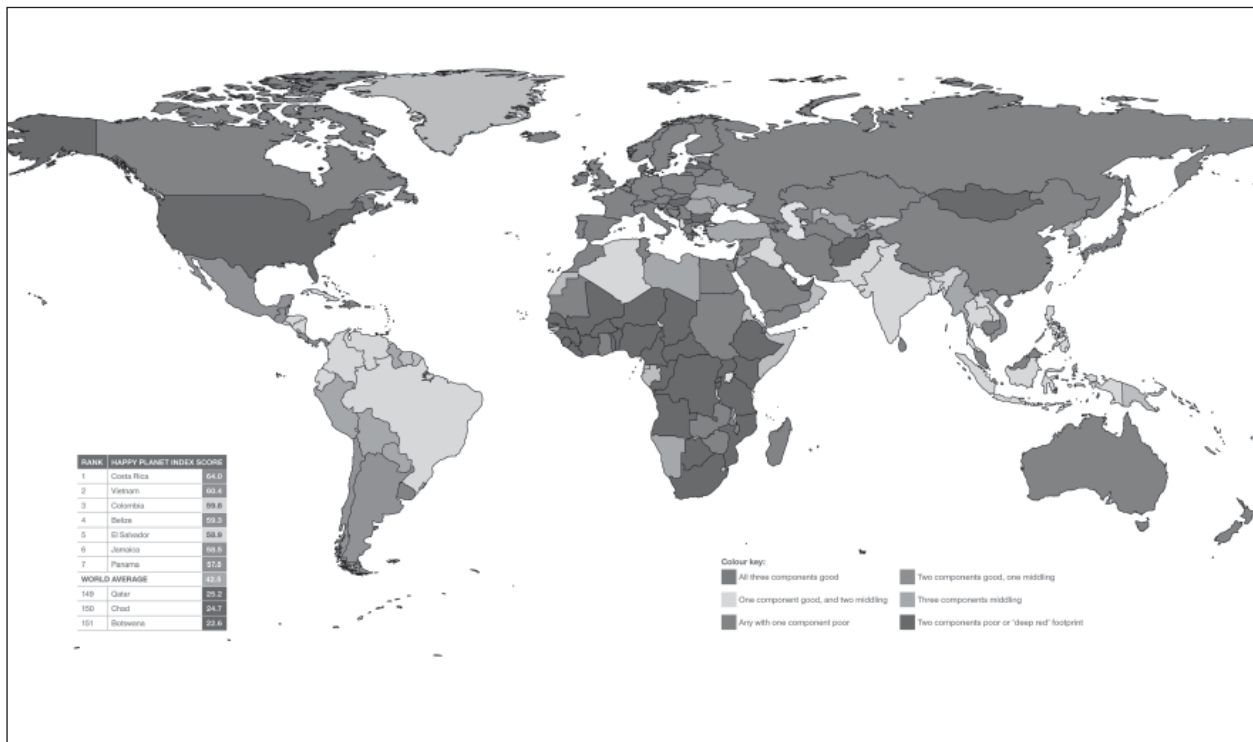 RANK HAPPY PLANET INDEX SCORE
1 Costa Rica 64.0
2 Vietnam 60.4
3 Colombia 59.8
4 Belize 59.3
5 El Salvador 58.9
6 Jamaica 58.5
7 Panama 57.8
WORLD AVERAGE 42.5
149 Qatar 25.2
150 Chad 24.7
151 Botswana 22.6
Colour key:
All three components good
Two components good, one middling
One component good, and two middling
Three components middling
Any with one component poor
Two components poor or 'deep red' footprint